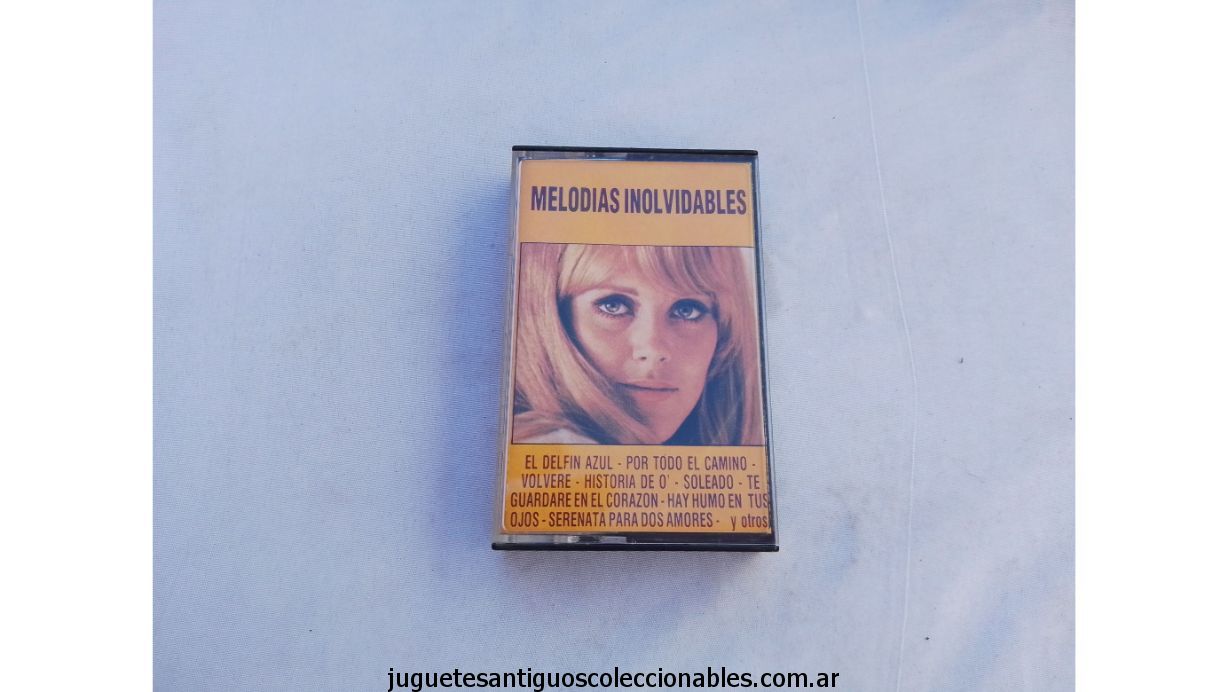 MELODIAS INOLVIDABLES
EL DELFIN AZUL - POR TODO EL CAMINO -
VOLVERE - HISTORIA DE O' - SOLEADO - TE
GUARDARE EN EL CORAZON - HAY HUMO EN TUS
OJOS - SERENATA PARA DOS AMORES - y otros
juguetesantiguoscoleccionables.com.ar